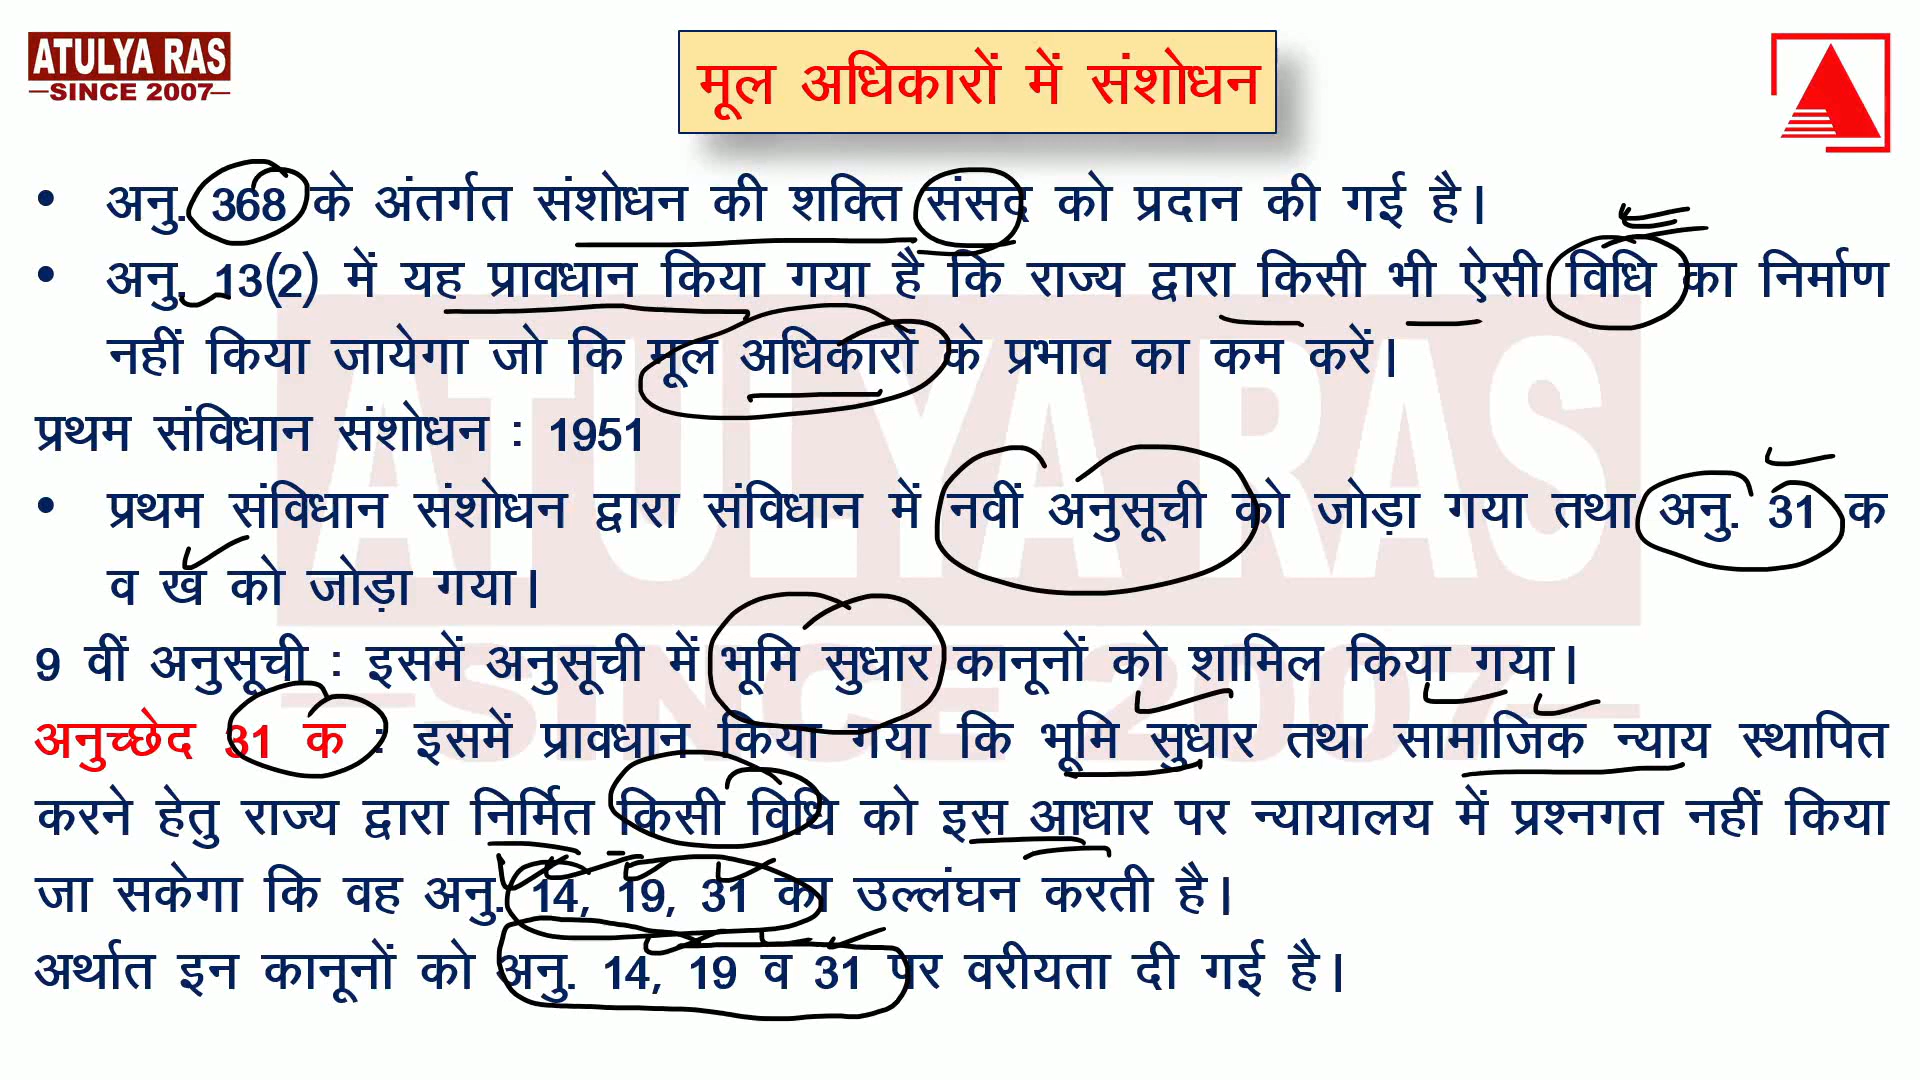 ATULYA RAS
SINCE 2007
मूल अधिकारों में संशोधन
• अनु. 368 के अंतर्गत संशोधन की शक्ति संसद को प्रदान की गई है।
• अनु. 13(2) में यह प्रावधान किया गया है कि राज्य द्वारा किसी भी ऐसी विधि का निर्माण
नहीं किया जायेगा जो कि मूल अधिकारों के प्रभाव का कम करें।
प्रथम संविधान संशोधन : 1951
• प्रथम संविधान संशोधन द्वारा संविधान में नवीं अनुसूची को जोड़ा गया तथा अनु. 31 क
व ख को जोड़ा गया।
9 वीं अनुसूची : इसमें अनुसूची में भूमि सुधार कानूनों को शामिल किया गया।
अनुच्छेद 31 क : इसमें प्रावधान किया गया कि भूमि सुधार तथा सामाजिक न्याय स्थापित
करने हेतु राज्य द्वारा निर्मित किसी विधि को इस आधार पर न्यायालय में प्रश्नगत नहीं किया
जा सकेगा कि वह अनु. 14, 19, 31 का उल्लंघन करती है।
अर्थात इन कानूनों को अनु. 14, 19 व 31 पर वरीयता दी गई है।
ATULYA RAS
SINCE 2007